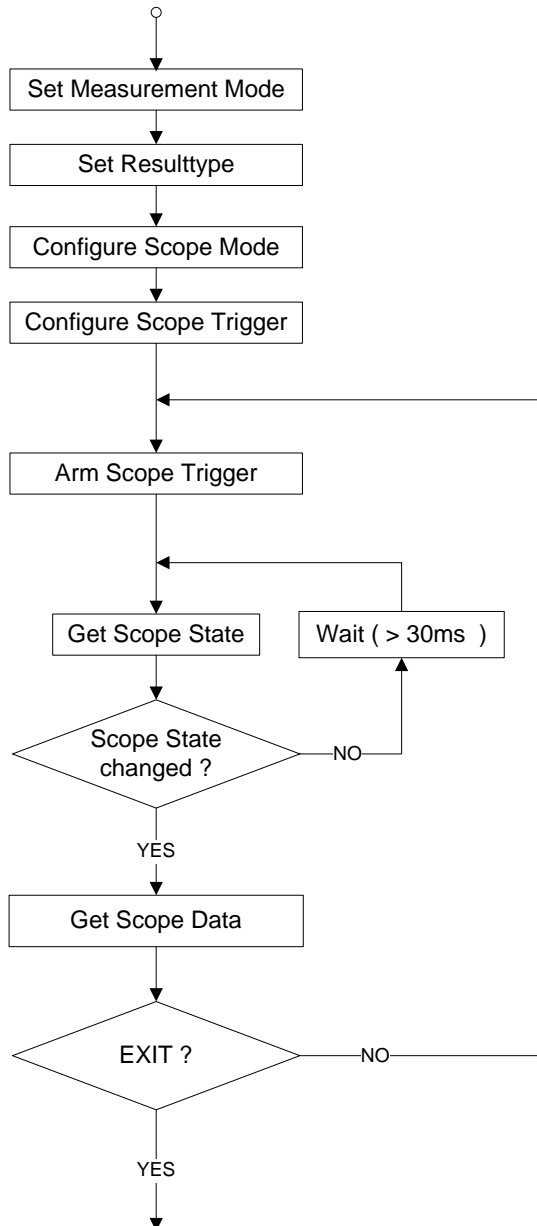 Set Measurement Mode
Set Resulttype
Configure Scope Mode
Configure Scope Trigger
Arm Scope Trigger
Get Scope State
Wait ( > 30ms )
Scope State
changed ?
NO
YES
Get Scope Data
EXIT ?
NO
YES